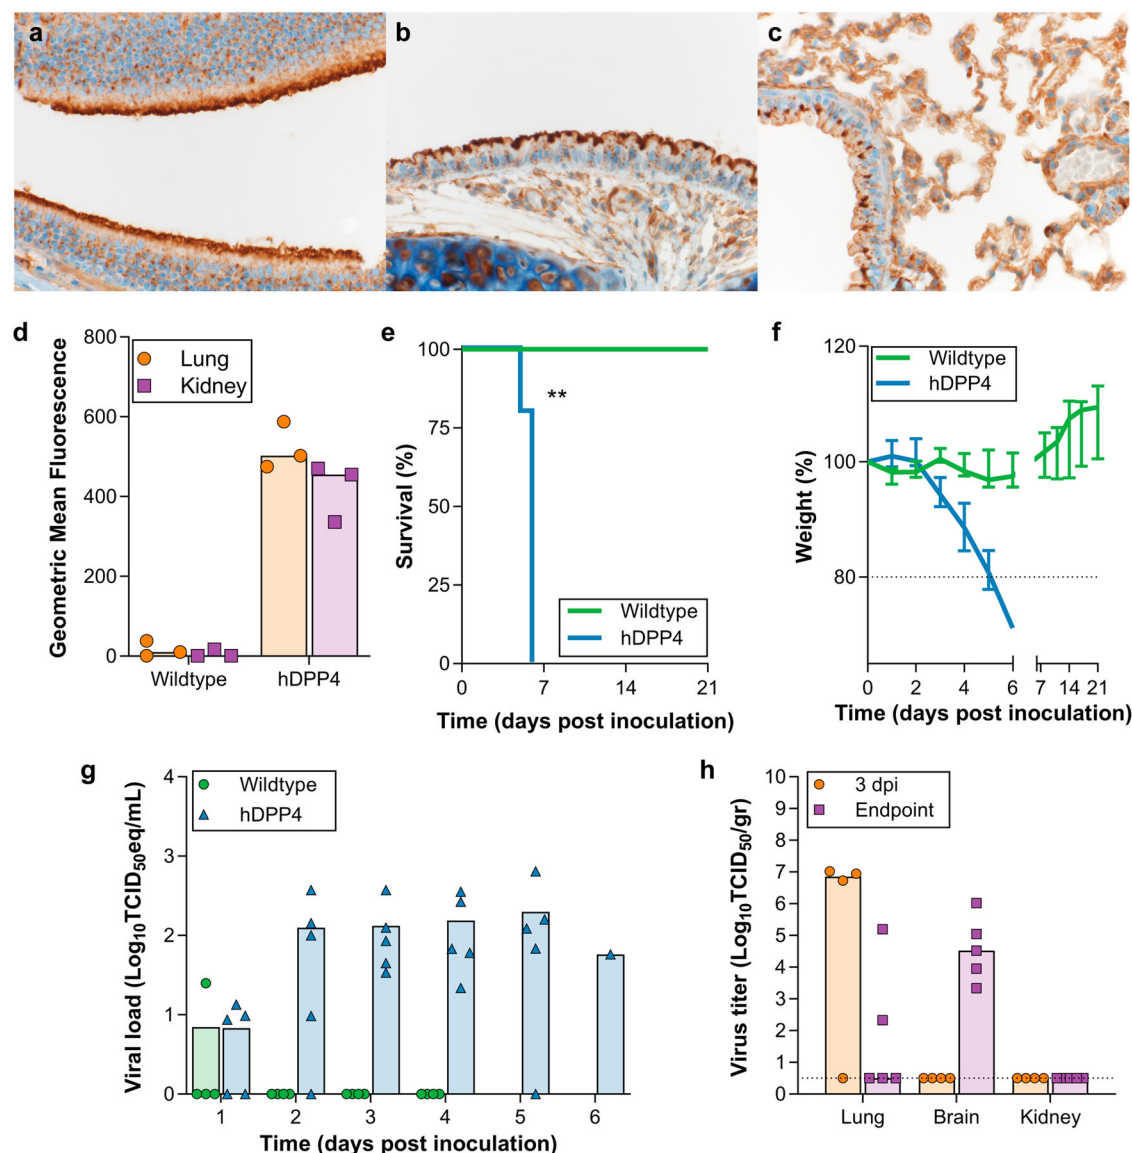 a
b
c
d
Geometric Mean Fluorescence
800
600
400
200
0
Lung
Kidney
Wildtype
hDPP4
e
Survival (%)
100
75
50
25
0
**
Wildtype
hDPP4
0
7
14
21
Time (days post inoculation)
f
Weight (%)
120
100
80
Wildtype
hDPP4
0
2
4
6
7
14
21
Time (days post inoculation)
g
Viral load (Log10TCID50eq/mL)
4
3
2
1
0
Wildtype
hDPP4
1
2
3
4
5
6
Time (days post inoculation)
h
Virus titer (Log10TCID50/gr)
10
9
8
7
6
5
4
3
2
1
0
3 dpi
Endpoint
Lung
Brain
Kidney